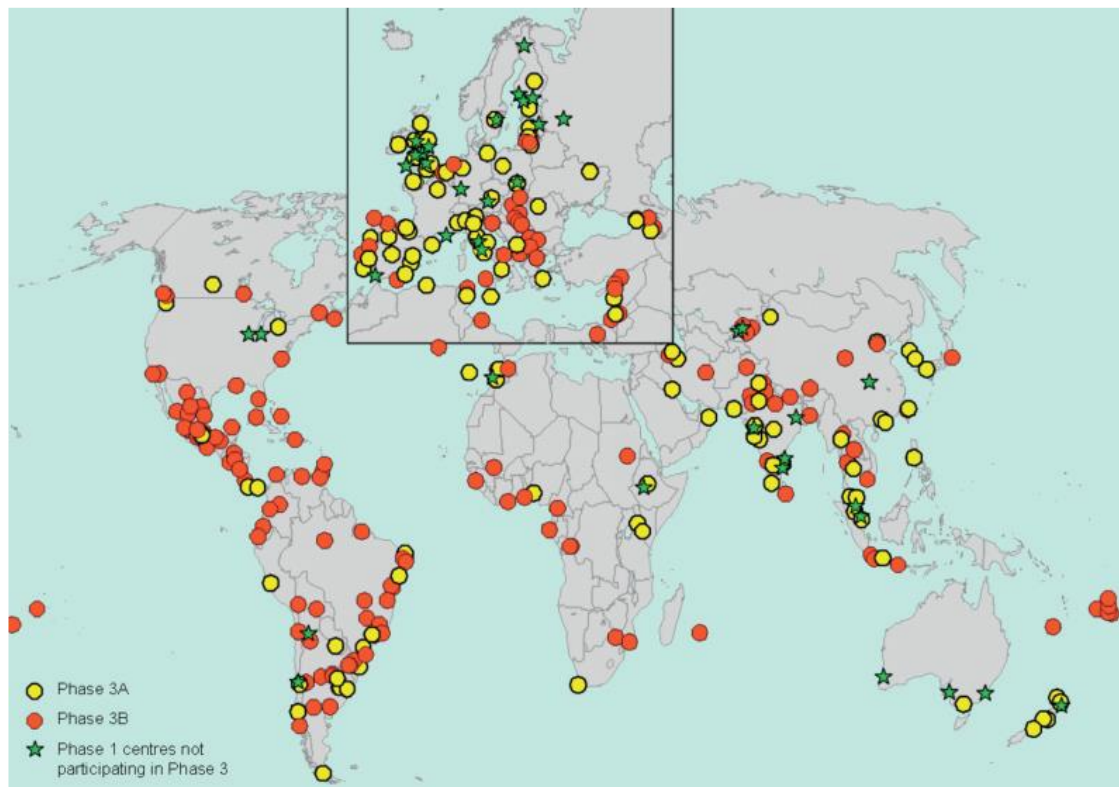 Phase 3A
Phase 3B
Phase 1 centres not
participating in Phase 3